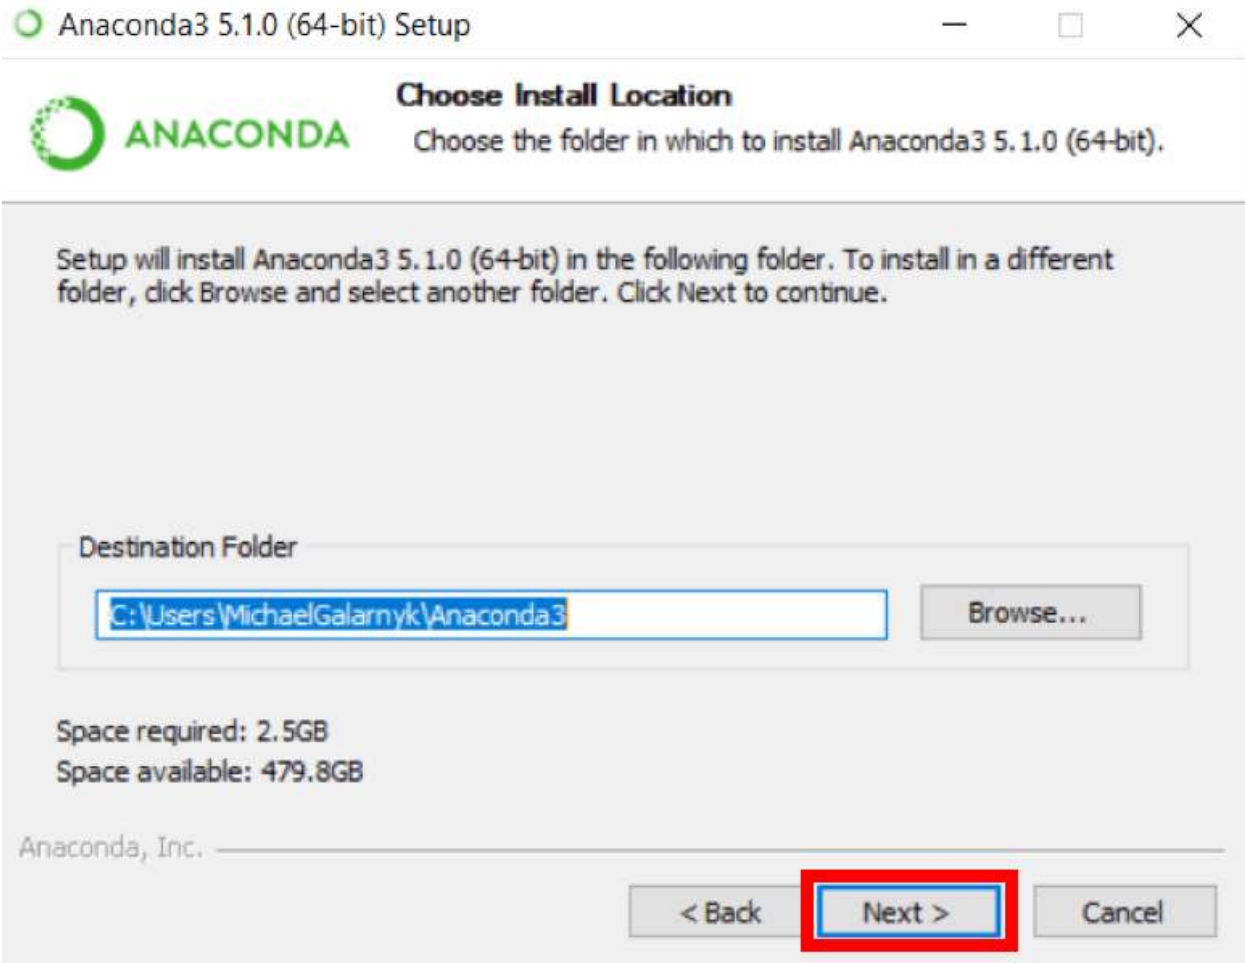 Anaconda3 5.1.0 (64-bit) Setup
ANACONDA
Choose Install Location
Choose the folder in which to install Anaconda3 5.1.0 (64-bit).
Setup will install Anaconda3 5.1.0 (64-bit) in the following folder. To install in a different
folder, click Browse and select another folder. Click Next to continue.
Destination Folder
C:\Users\MichaelGalarnyk\Anaconda3
Browse...
Space required: 2.5GB
Space available: 479.8GB
Anaconda, Inc.
< Back
Next >
Cancel